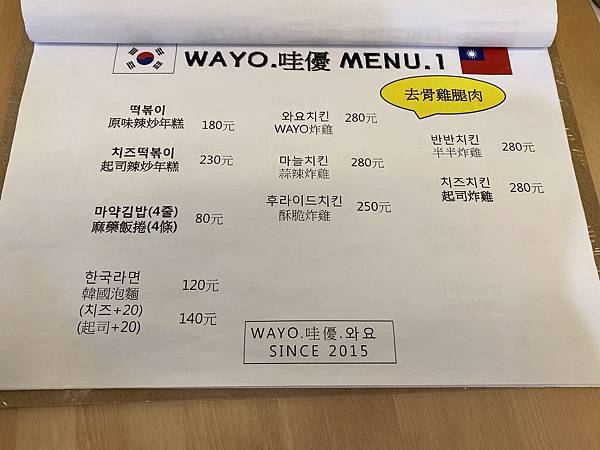 WAYO.哇優 MENU.1
去骨雞腿肉
떡볶이
原味辣炒年糕 180元
치즈떡볶이
起司辣炒年糕 230元
마약김밥(4줄)
麻藥飯捲(4條) 80元
한국라면
韓國泡麵 120元
(치즈+20)
(起司+20) 140元
와요치킨 280元
WAYO炸雞
마늘치킨 280元
蒜辣炸雞
후라이드치킨 250元
酥脆炸雞
반반치킨 280元
半半炸雞
치즈치킨 280元
起司炸雞
WAYO.哇優.와요
SINCE 2015